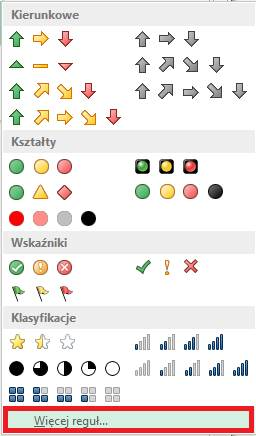 Kierunkowe
Kształty
Wskaźniki
Klasyfikacje
Więcej reguł...